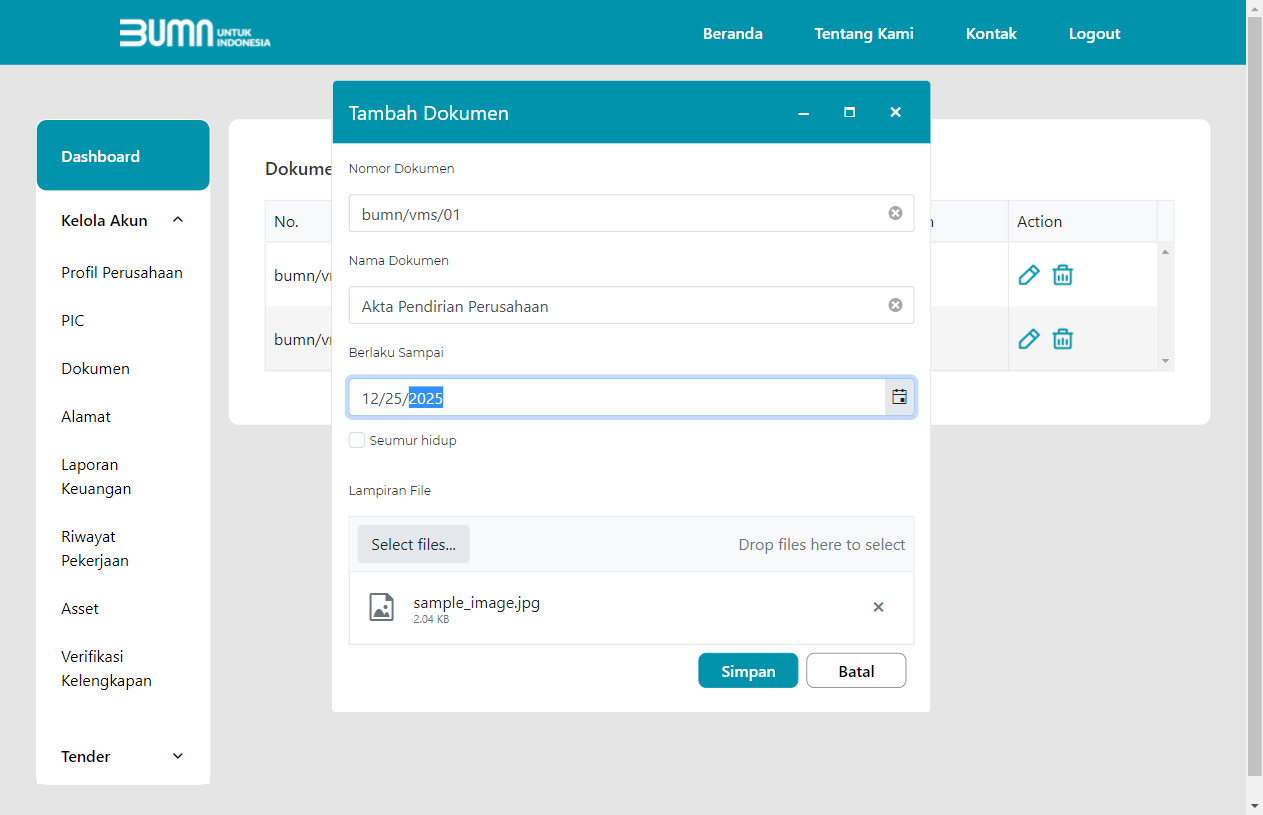 BUMN UNTUK INDONESIA
Beranda
Tentang Kami
Kontak
Logout
Dashboard
Kelola Akun
Profil Perusahaan
PIC
Dokumen
Alamat
Laporan
Keuangan
Riwayat
Pekerjaan
Asset
Verifikasi
Kelengkapan
Tender
No.
Action
Tambah Dokumen
Nomor Dokumen
bumn/vms/01
Nama Dokumen
Akta Pendirian Perusahaan
Berlaku Sampai
12/25/2025
Seumur hidup
Lampiran File
Select files...
Drop files here to select
sample_image.jpg
2.04 KB
Simpan
Batal